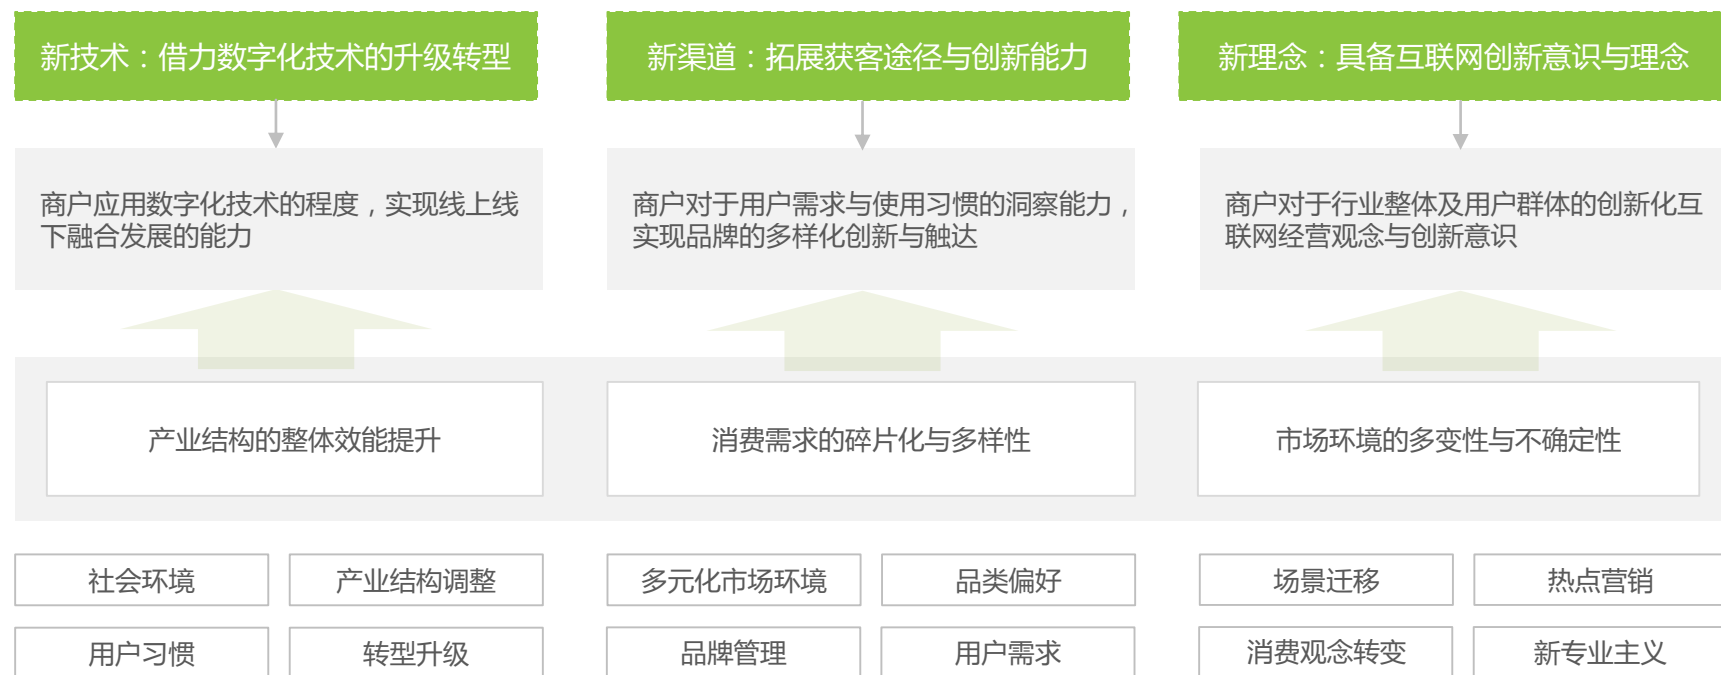 新技术：借力数字化技术的升级转型
新渠道：拓展获客途径与创新能力
新理念：具备互联网创新意识与理念
商户应用数字化技术的程度，实现线上线
下融合发展的能力
商户对于用户需求与使用习惯的洞察能力，
实现品牌的多样化创新与触达
商户对于行业整体及用户群体的创新化互
联网经营观念与创新意识
产业结构的整体效能提升
消费需求的碎片化与多样性
市场环境的多变性与不确定性
社会环境
产业结构调整
多元化市场环境
品类偏好
场景迁移
热点营销
用户习惯
转型升级
品牌管理
用户需求
消费观念转变
新专业主义